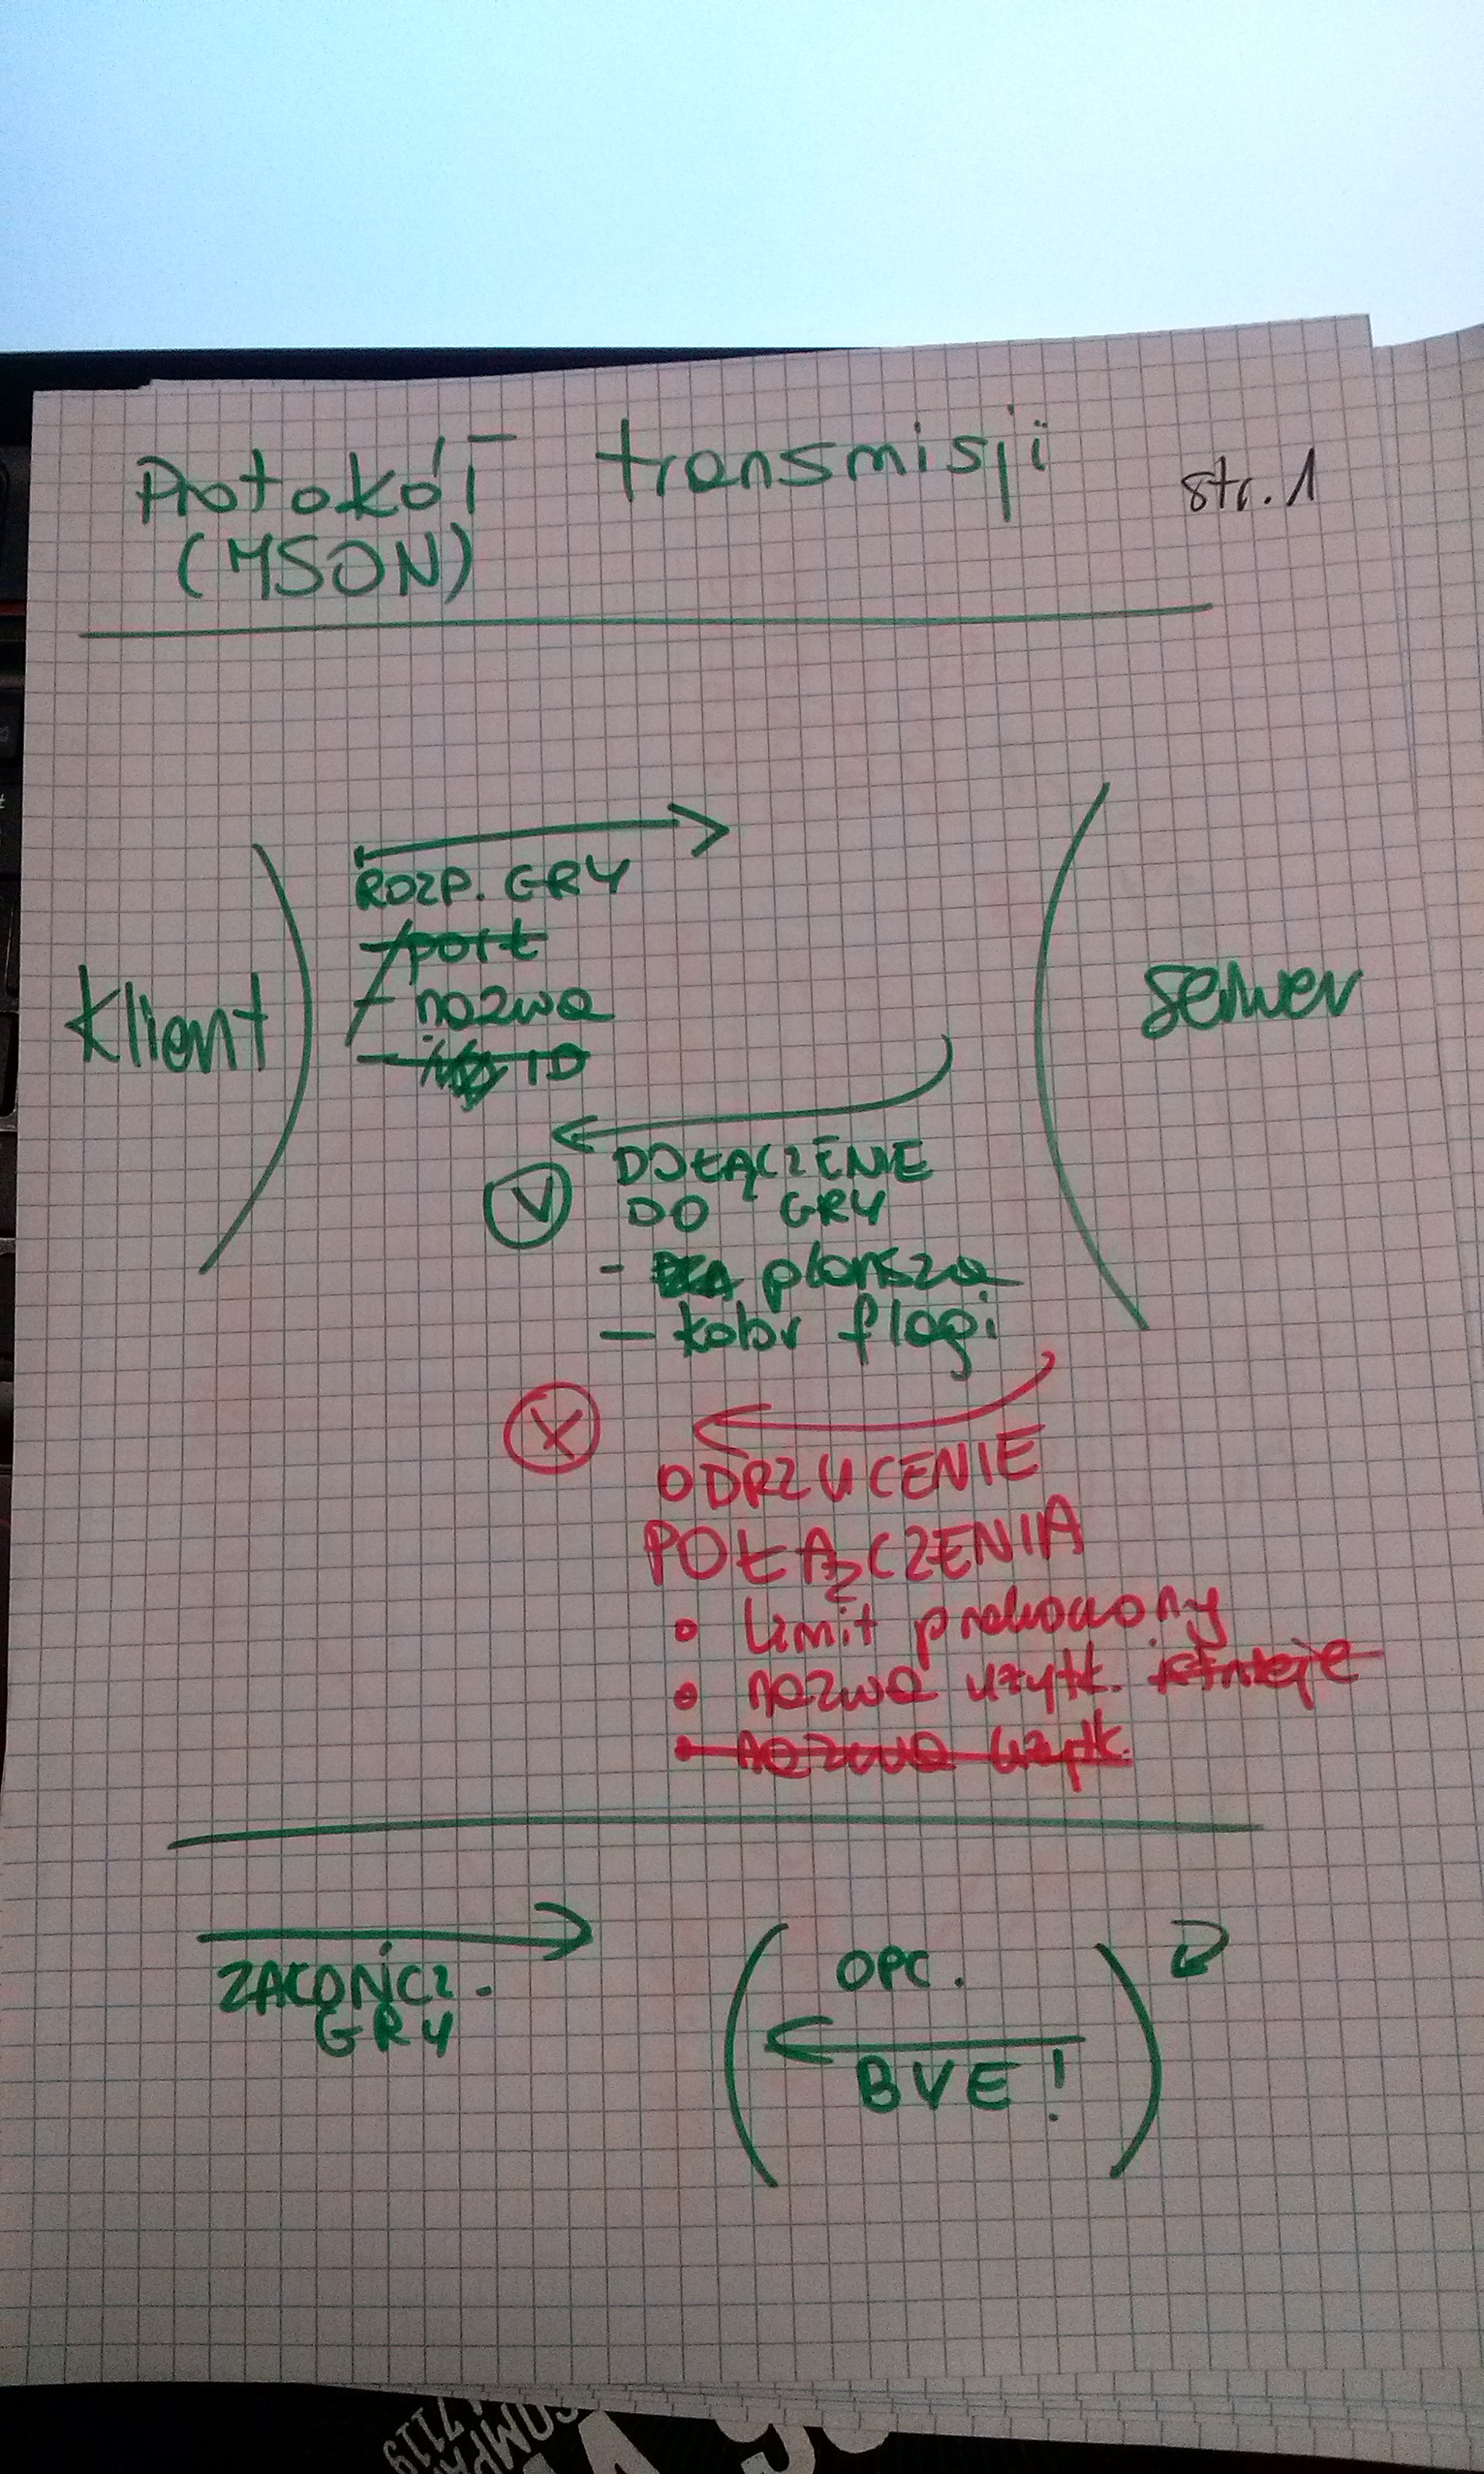 Protokół transmisji
str. 1
(JSON)
Klient
ROZP. GRY
- port
- nazwa
ID
serwer
DOŁĄCZENIE
DO GRY
- plansza
- kolor flagi
X
ODRZUCENIE
POŁĄCZENIA
• limit
• nazwa użytk. istnieje
• nazwa użytk.
ZAKOŃCZ.
GRY
OPC.
BYE!
7119